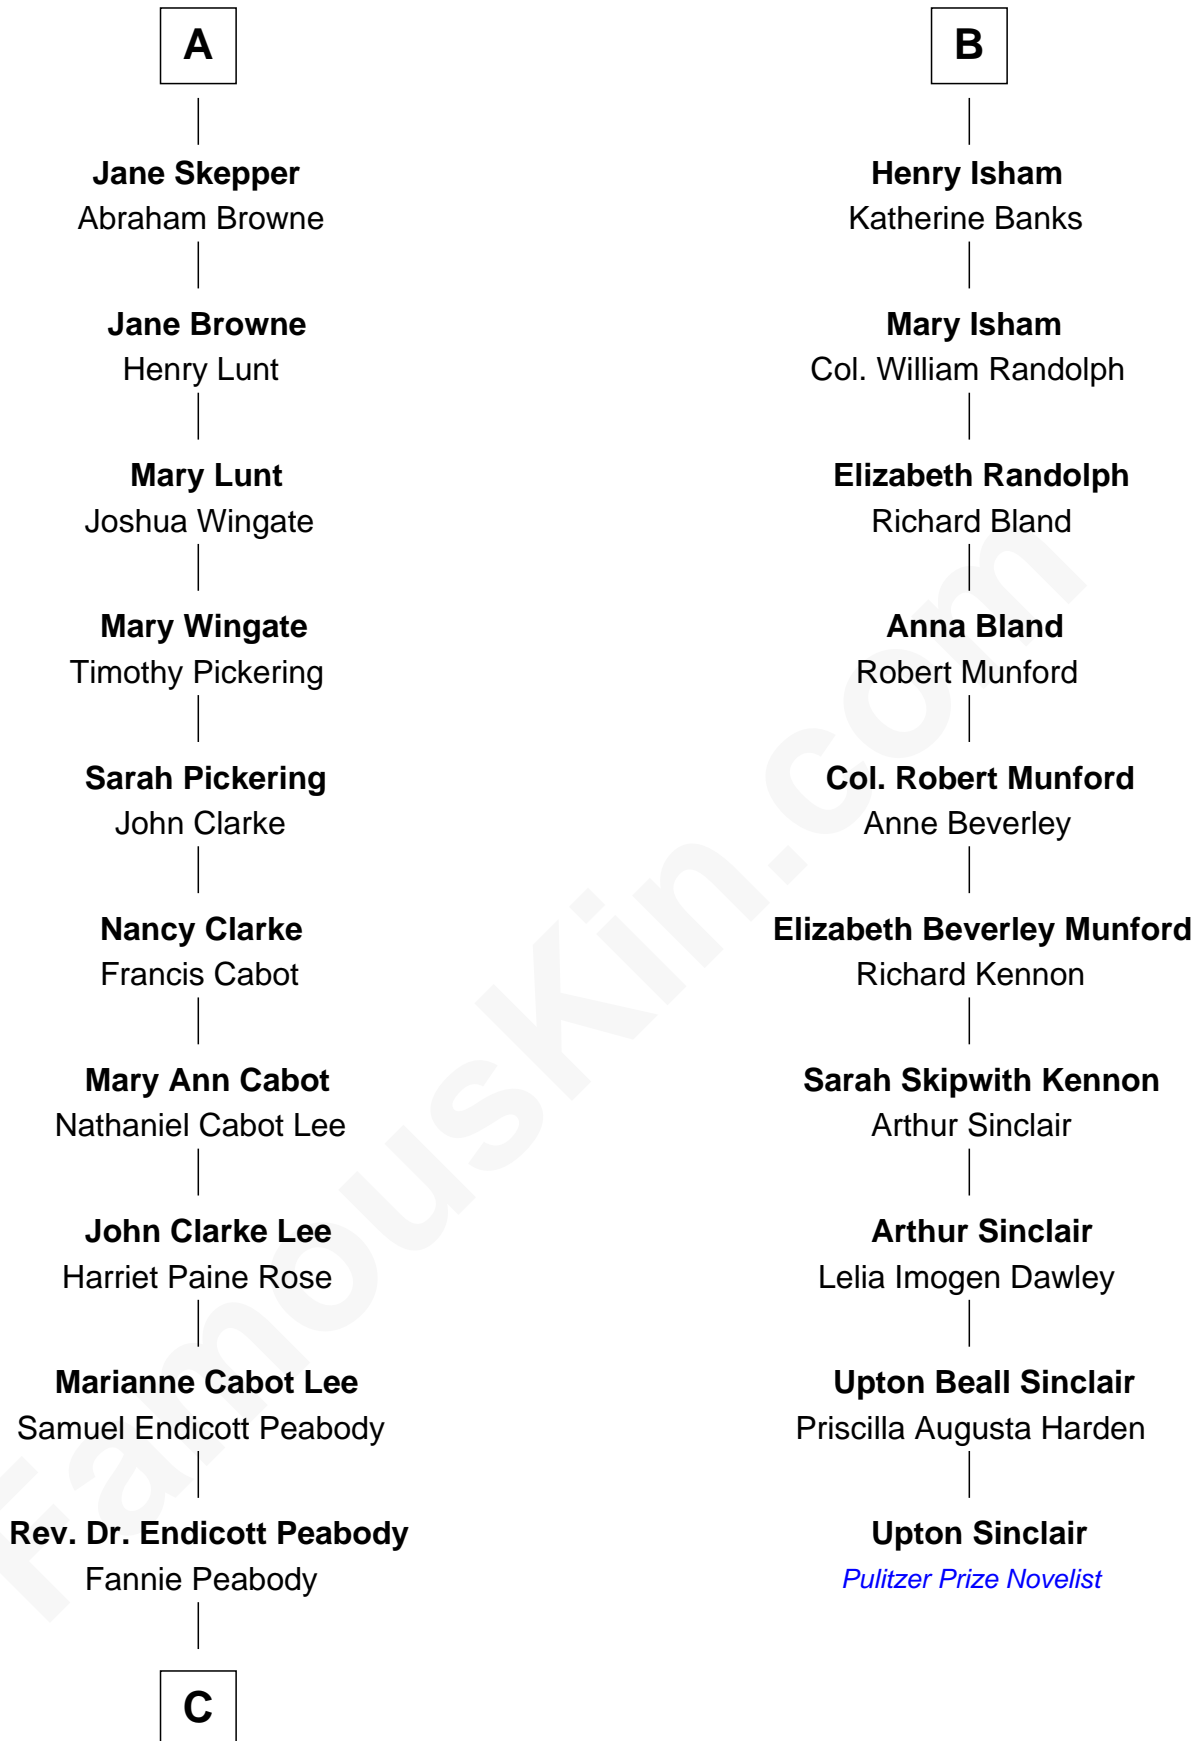 A
Jane Skepper
Abraham Browne
Jane Browne
Henry Lunt
Mary Lunt
Joshua Wingate
Mary Wingate
Timothy Pickering
Sarah Pickering
John Clarke
Nancy Clarke
Francis Cabot
Mary Ann Cabot
Nathaniel Cabot Lee
John Clarke Lee
Harriet Paine Rose
Marianne Cabot Lee
Samuel Endicott Peabody
Rev. Dr. Endicott Peabody
Fannie Peabody
C
B
Henry Isham
Katherine Banks
Mary Isham
Col. William Randolph
Elizabeth Randolph
Richard Bland
Anna Bland
Robert Munford
Col. Robert Munford
Anne Beverley
Elizabeth Beverley Munford
Richard Kennon
Sarah Skipwith Kennon
Arthur Sinclair
Arthur Sinclair
Lelia Imogen Dawley
Upton Beall Sinclair
Priscilla Augusta Harden
Upton Sinclair
Pulitzer Prize Novelist
FamousKin.com